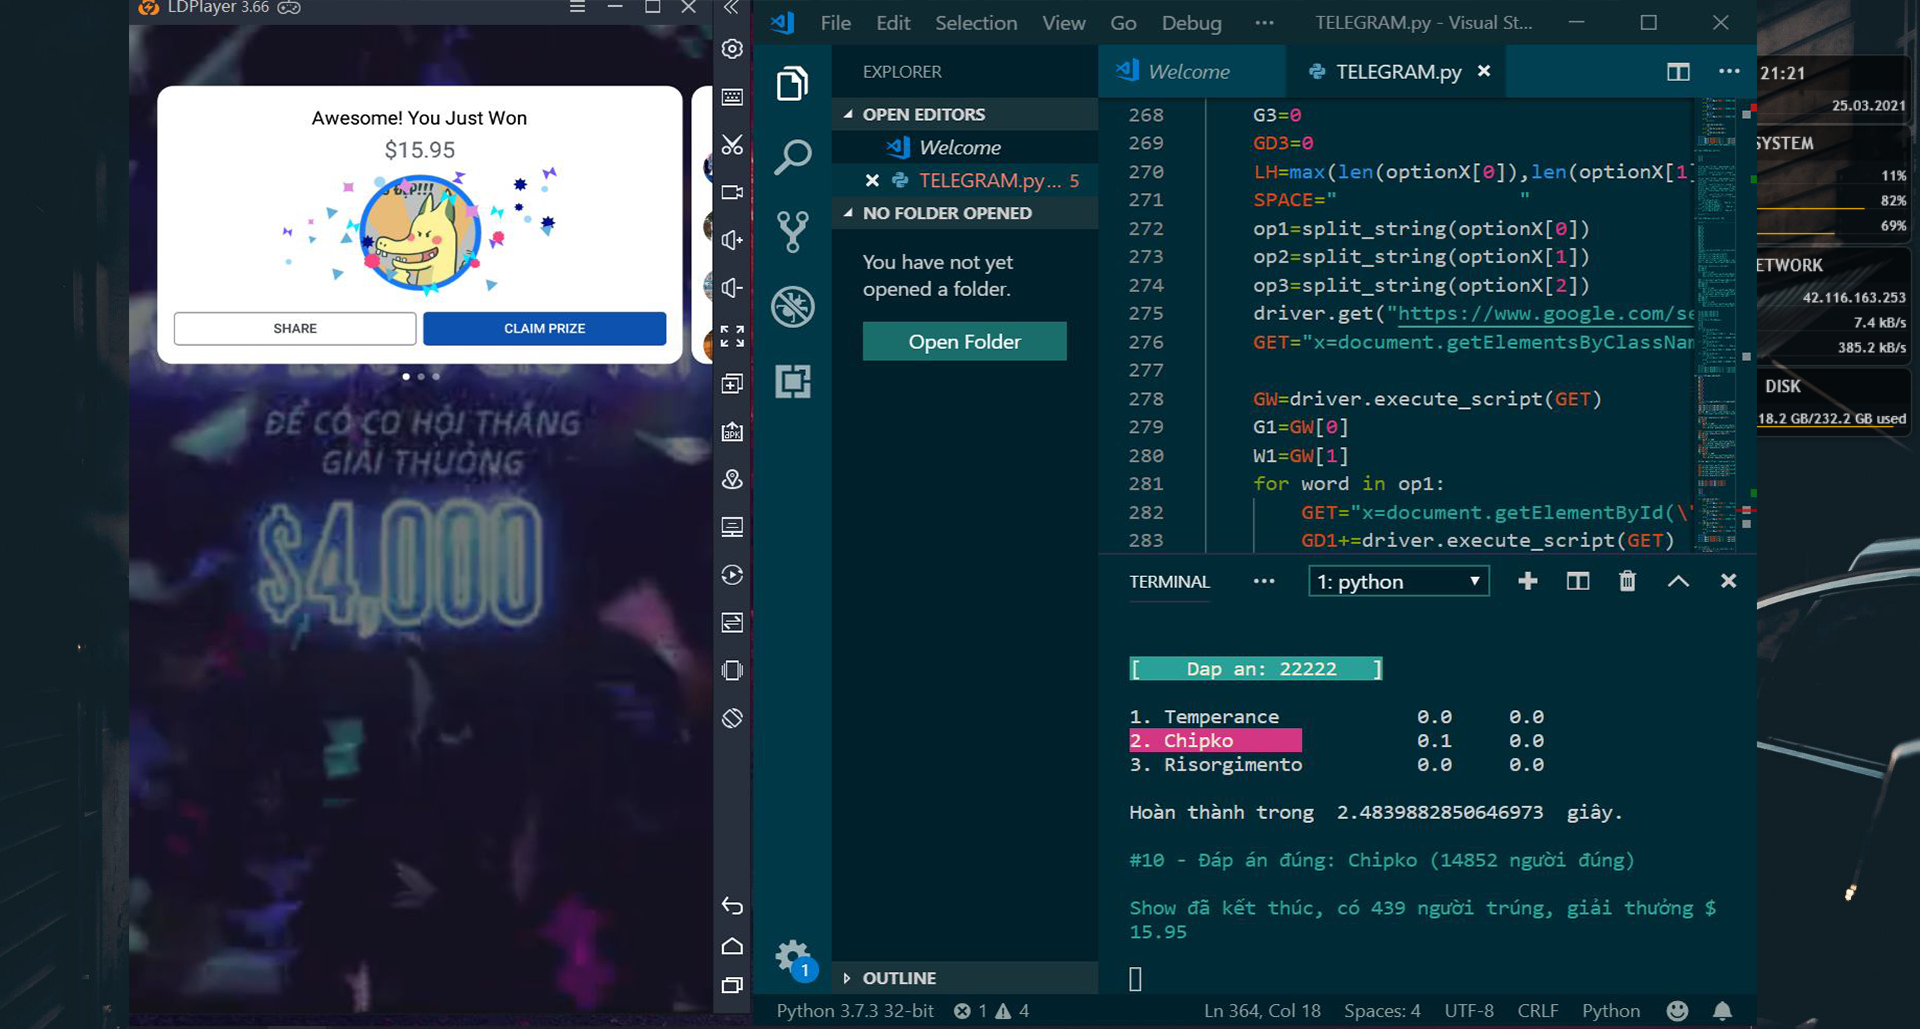 LDPlayer 3.66
Awesome! You Just Won
$15.95
SHARE
CLAIM PRIZE
ĐỂ CÓ CƠ HỘI THẮNG
GIẢI THƯỞNG
$4,000
File Edit Selection View Go Debug ··· TELEGRAM.py - Visual St...
EXPLORER
OPEN EDITORS
Welcome
TELEGRAM.py... 5
NO FOLDER OPENED
You have not yet
opened a folder.
Open Folder
OUTLINE
Welcome TELEGRAM.py
268 G3=0
269 GD3=0
270 LH=max(len(optionX[0]),len(optionX[1]
271 SPACE=" "
272 op1=split_string(optionX[0])
273 op2=split_string(optionX[1])
274 op3=split_string(optionX[2])
275 driver.get("https://www.google.com/se
276 GET="x=document.getElementsByClassNam
277
278 GW=driver.execute_script(GET)
279 G1=GW[0]
280 W1=GW[1]
281 for word in op1:
282 GET="x=document.getElementById(\'
283 GD1+=driver.execute_script(GET)
TERMINAL ··· 1: python
[ Dap an: 22222 ]
1. Temperance 0.0 0.0
2. Chipko 0.1 0.0
3. Risorgimento 0.0 0.0
Hoàn thành trong 2.4839882850646973 giây.
#10 - Đáp án đúng: Chipko (14852 người đúng)
Show đã kết thúc, có 439 người trúng, giải thưởng $
15.95
1
Python 3.7.3 32-bit 1 4 Ln 364, Col 18 Spaces: 4 UTF-8 CRLF Python
21:21
25.03.2021
SYSTEM
11%
82%
69%
ETWORK
42.116.163.253
7.4 kB/s
385.2 kB/s
DISK
18.2 GB/232.2 GB used